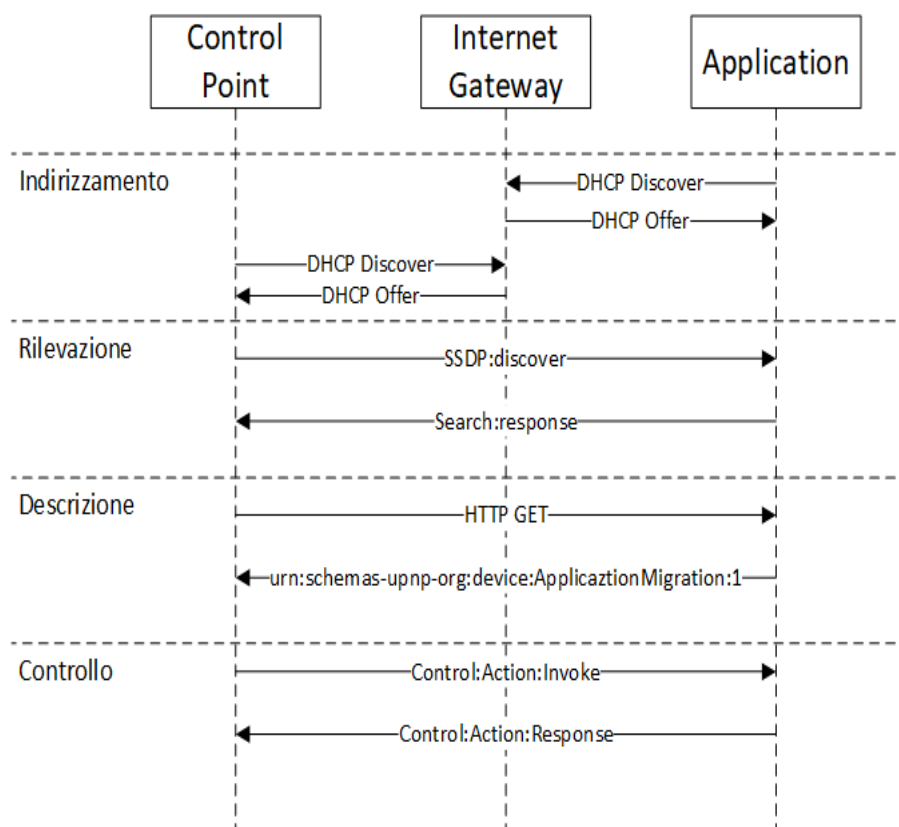 Control
Point
Internet
Gateway
Application
Indirizzamento
DHCP Discover
DHCP Offer
DHCP Discover
DHCP Offer
Rilevazione
SSDP:discover
Search:response
Descrizione
HTTP GET
urn:schemas-upnp-org:device:ApplicaztionMigration:1
Controllo
Control:Action:Invoke
Control:Action:Response